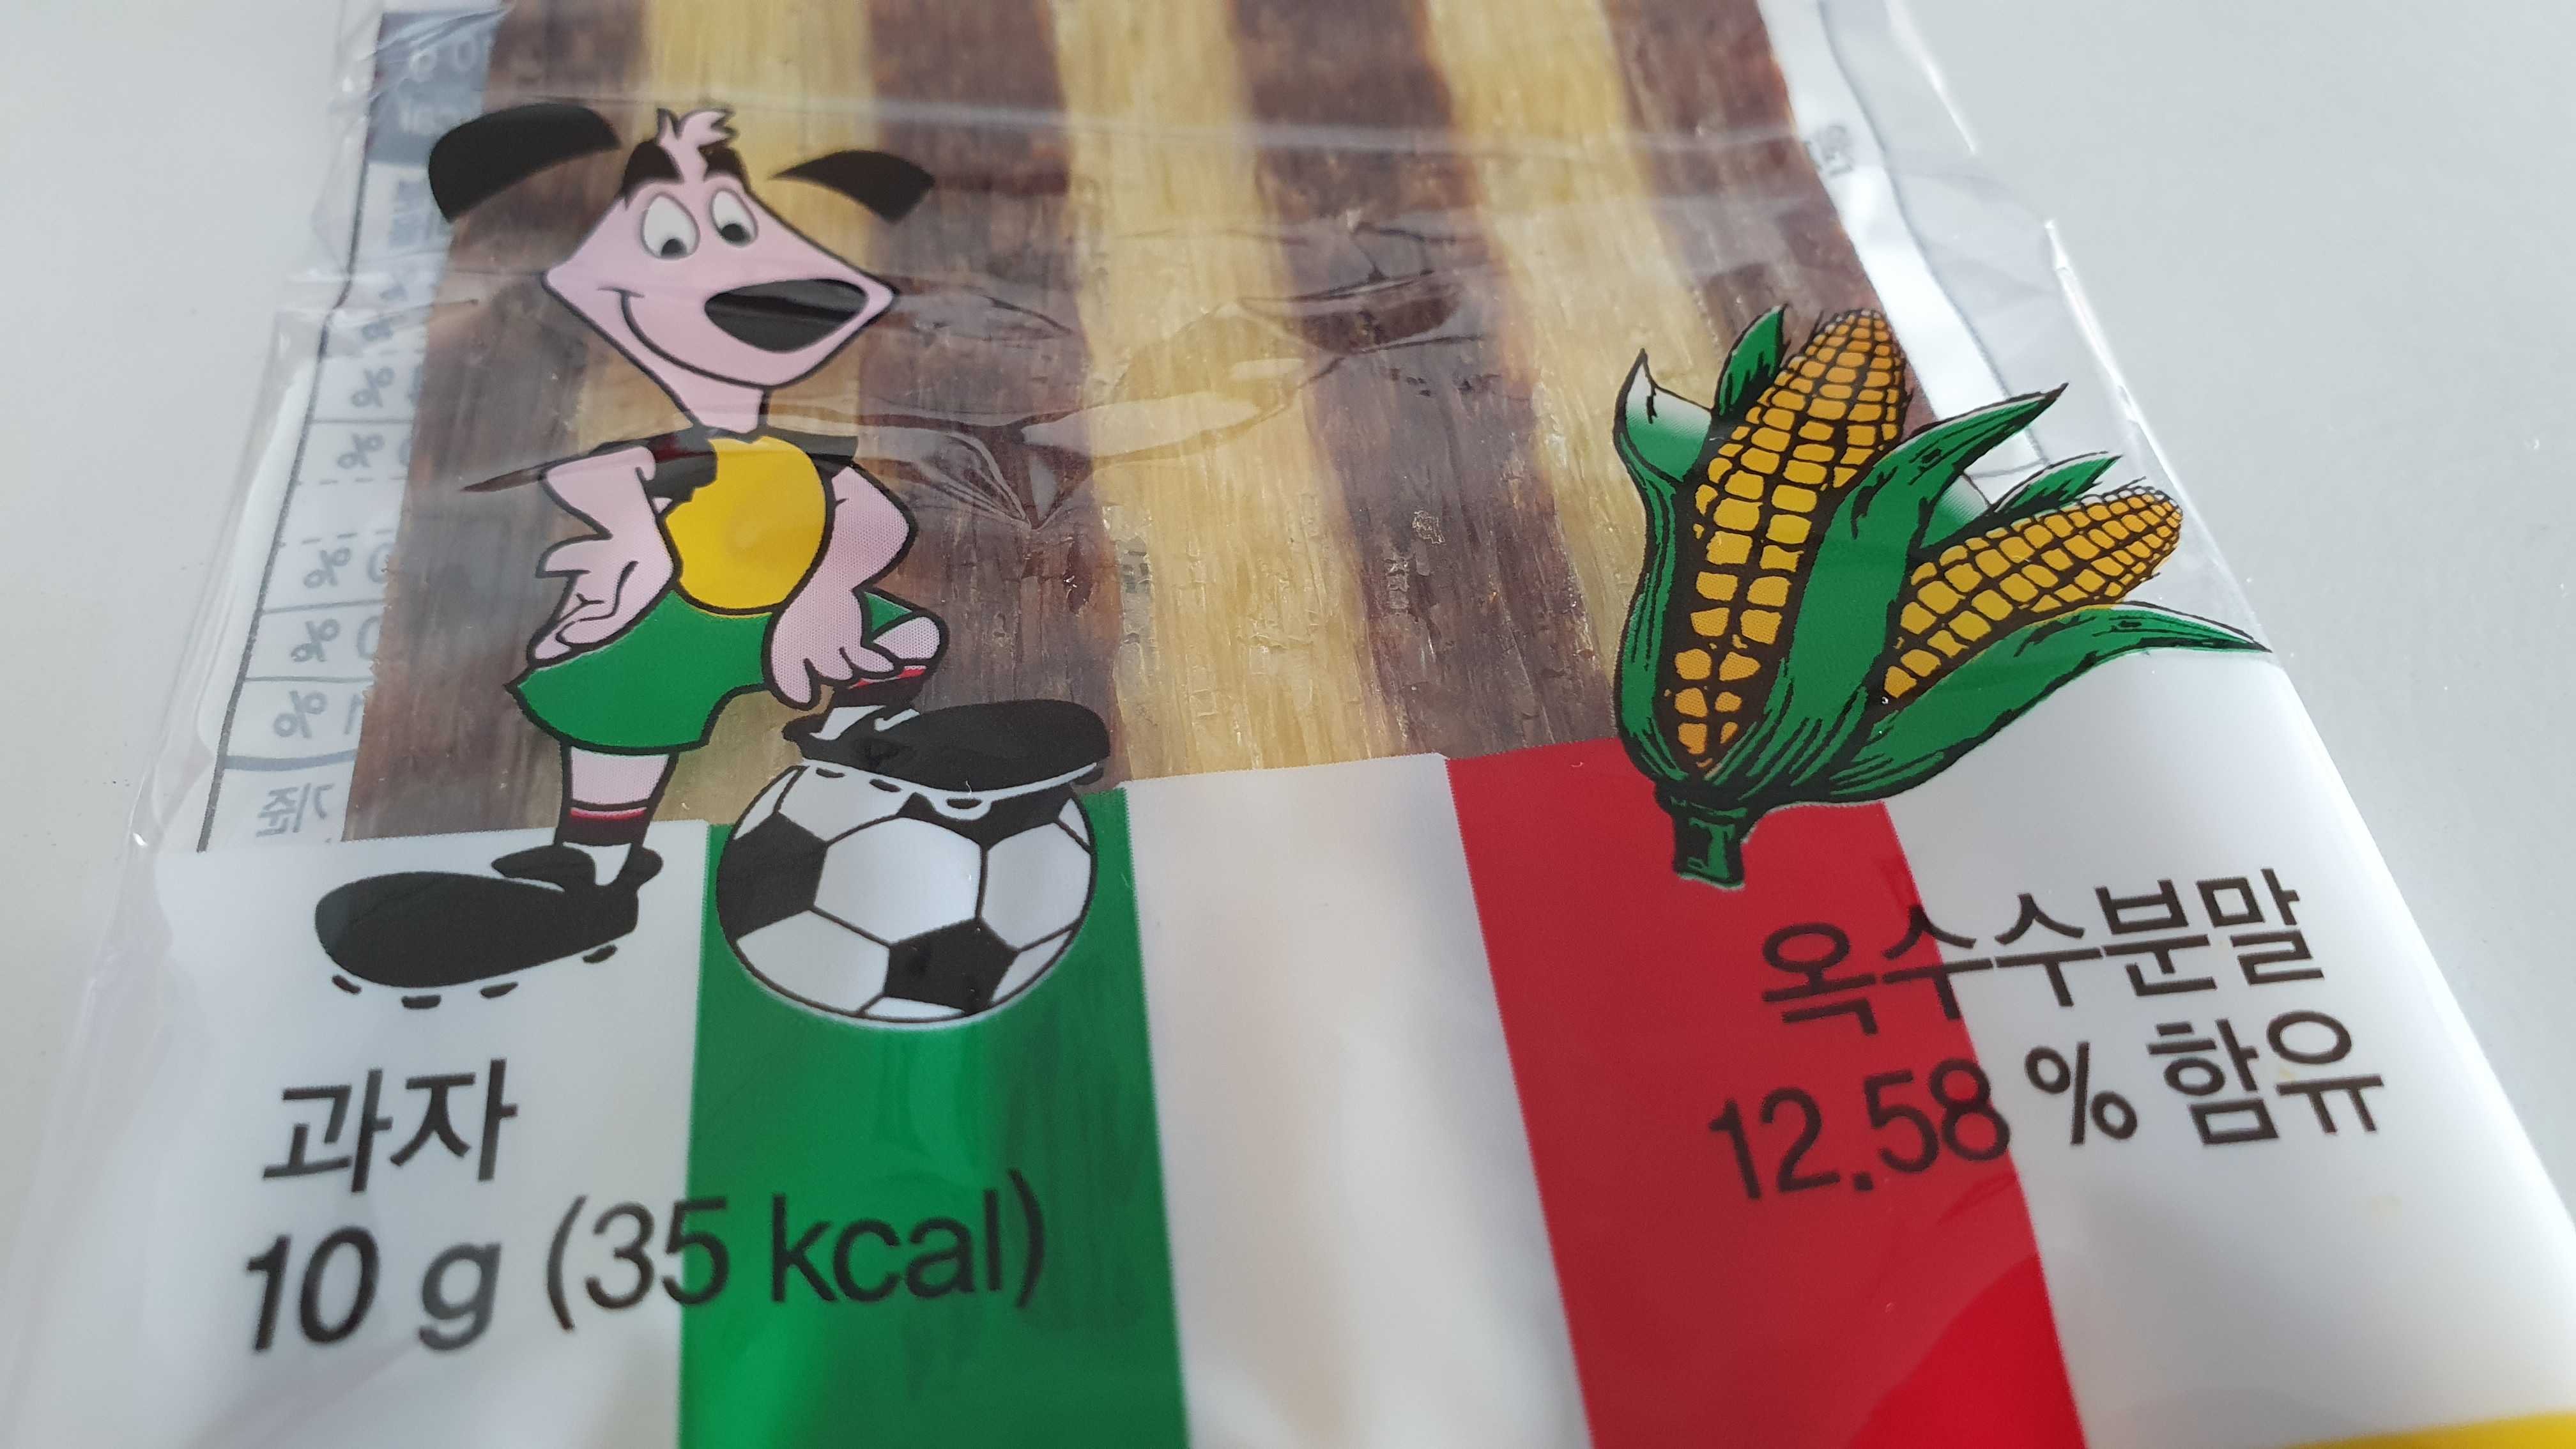 과자
10 g (35 kcal)
옥수수분말
12.58 % 함유